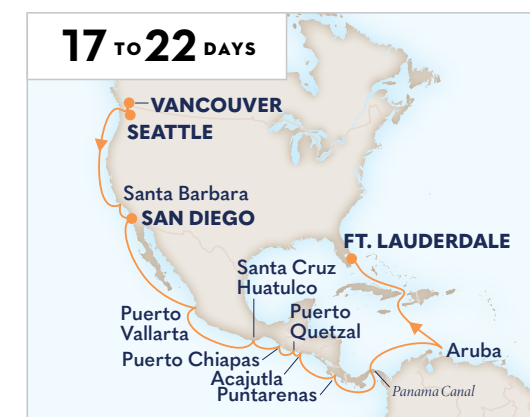 17 TO 22 DAYS
VANCOUVER
SEATTLE
Santa Barbara
SAN DIEGO
FT. LAUDERDALE
Santa Cruz
Huatulco
Puerto
Quetzal
Puerto
Vallarta
Puerto Chiapas
Acajutla
Puntarenas
Aruba
Panama Canal